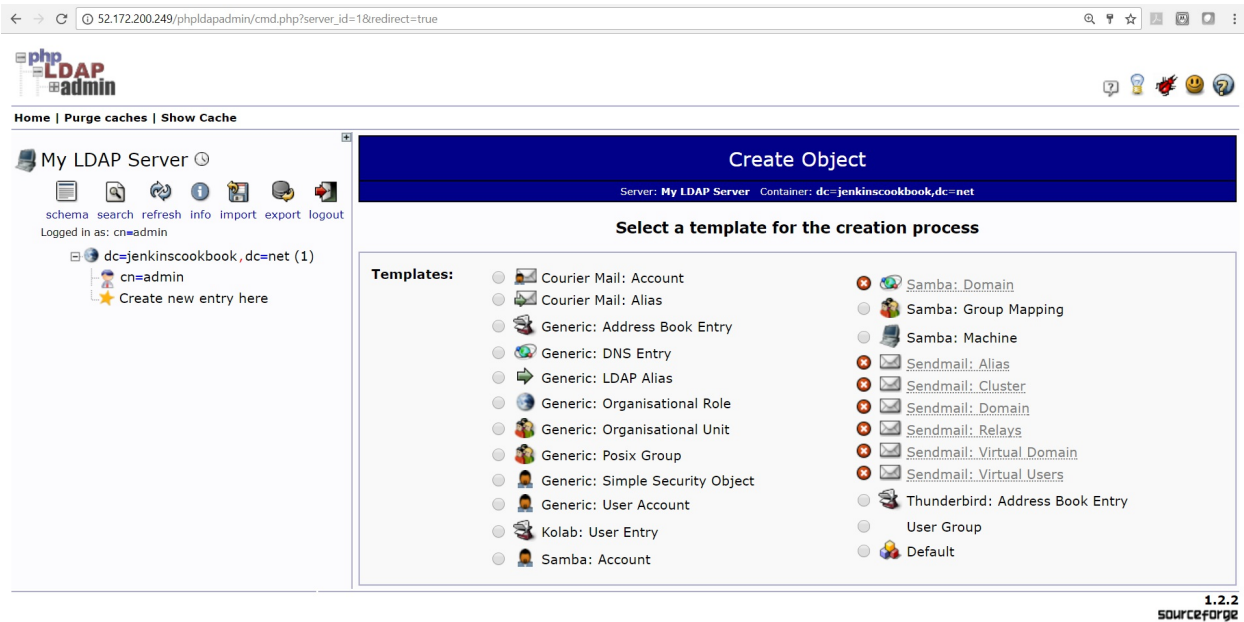 52.172.200.249/phpldapadmin/cmd.php?server_id=1&redirect=true
php
LDAP
admin
Home | Purge caches | Show Cache
My LDAP Server
schema search refresh info import export logout
Logged in as: cn=admin
dc=jenkinscookbook,dc=net (1)
cn=admin
Create new entry here
Create Object
Server: My LDAP Server Container: dc=jenkinscookbook,dc=net
Select a template for the creation process
Templates:
Courier Mail: Account
Courier Mail: Alias
Generic: Address Book Entry
Generic: DNS Entry
Generic: LDAP Alias
Generic: Organisational Role
Generic: Organisational Unit
Generic: Posix Group
Generic: Simple Security Object
Generic: User Account
Kolab: User Entry
Samba: Account
Samba: Domain
Samba: Group Mapping
Samba: Machine
Sendmail: Alias
Sendmail: Cluster
Sendmail: Domain
Sendmail: Relays
Sendmail: Virtual Domain
Sendmail: Virtual Users
Thunderbird: Address Book Entry
User Group
Default
1.2.2
sourceforge